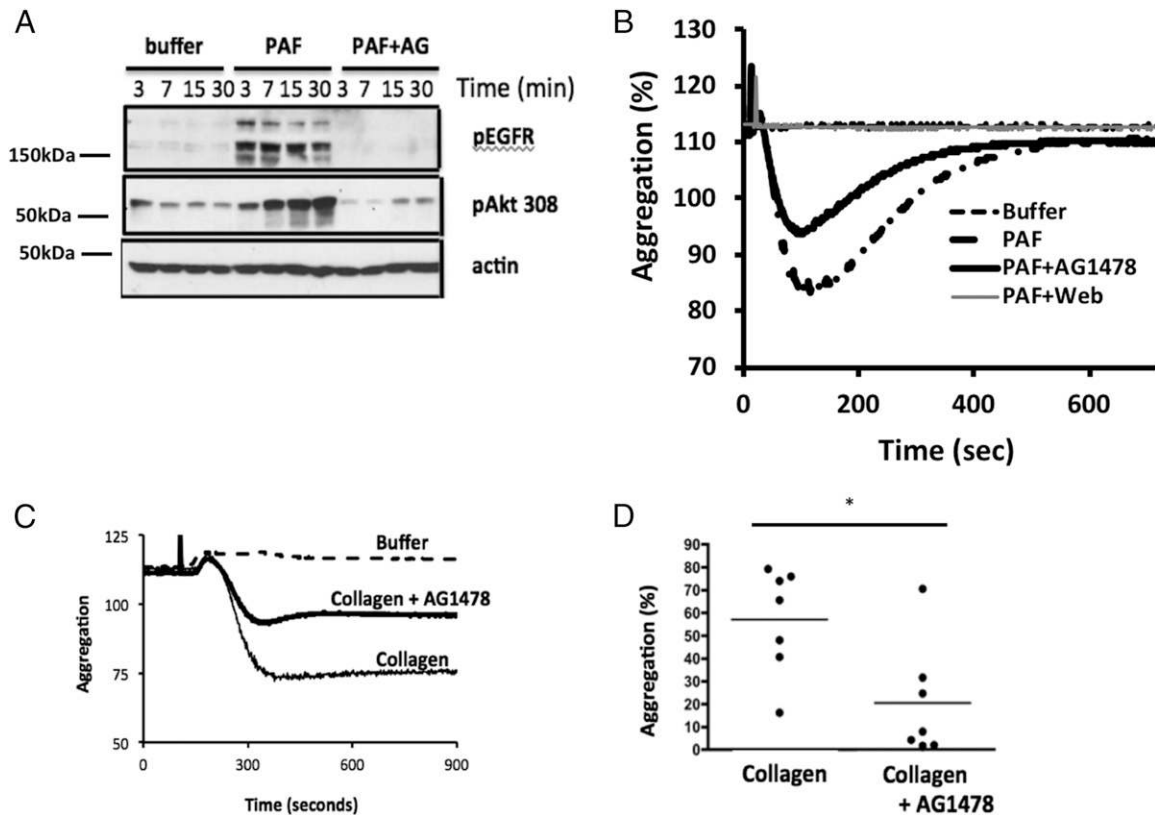 A
buffer PAF PAF+AG
3 7 15 30 3 7 15 30 3 7 15 30 Time (min)
pEGFR
150kDa
pAkt 308
50kDa
50kDa
actin
B
130
120
110
100
90
80
70
Aggregation (%)
Buffer
PAF
PAF+AG1478
PAF+Web
0 200 400 600
Time (sec)
C
125
100
75
50
Aggregation
Buffer
Collagen + AG1478
Collagen
0 300 600 900
Time (seconds)
D
*
90
80
70
60
50
40
30
20
10
0
Aggregation (%)
Collagen Collagen
+ AG1478